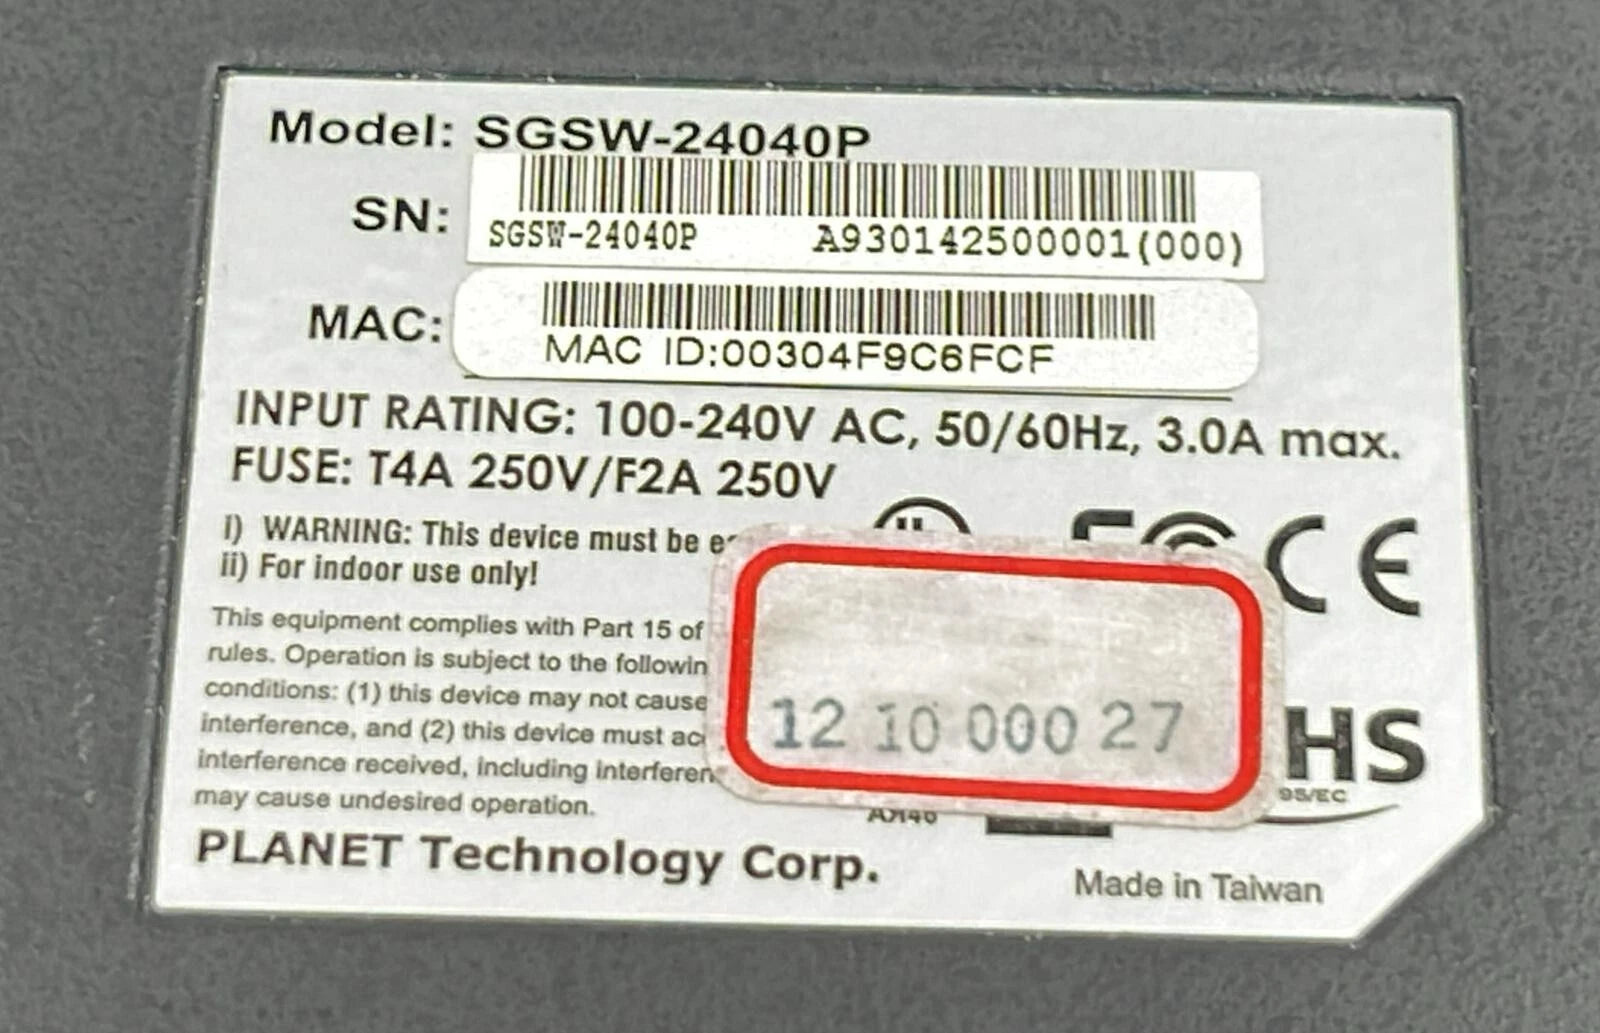 Model: SGSW-24040P
SN:
SGSW-24040P A930142500001(000)
MAC:
MAC ID:00304F9C6FCF
INPUT RATING: 100-240V AC, 50/60Hz, 3.0A max.
FUSE: T4A 250V/F2A 250V
i) WARNING: This device must be
ii) For indoor use only!
CE
This equipment complies with Part 15 of
rules. Operation is subject to the followin
conditions: (1) this device may not cause
interference, and (2) this device must ac
interference received, including interferen
may cause undesired operation.
12 10 000 27
HS
95/EC
PLANET Technology Corp.
Made in Taiwan